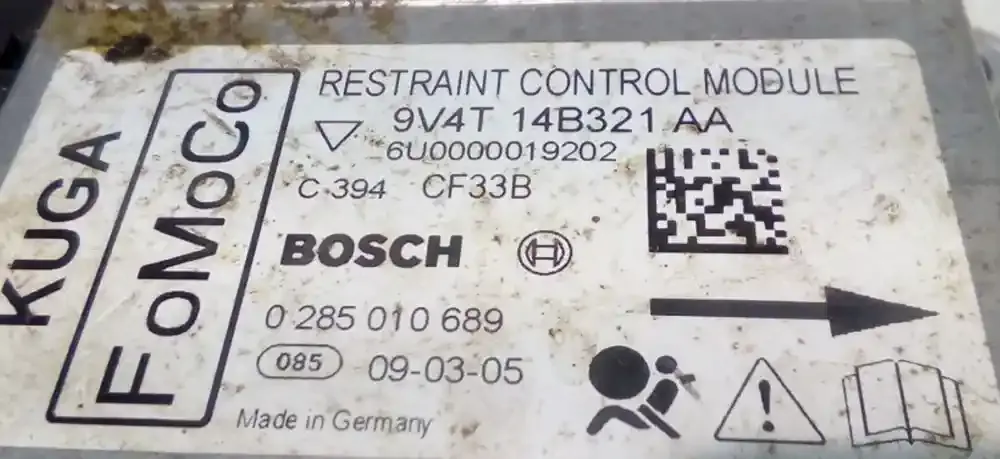 KUGA
FoMoCo
RESTRAINT CONTROL MODULE
9V4T 14B321 AA
6U0000019202
C 394 CF33B
BOSCH
0 285 010 689
085 09-03-05
Made in Germany